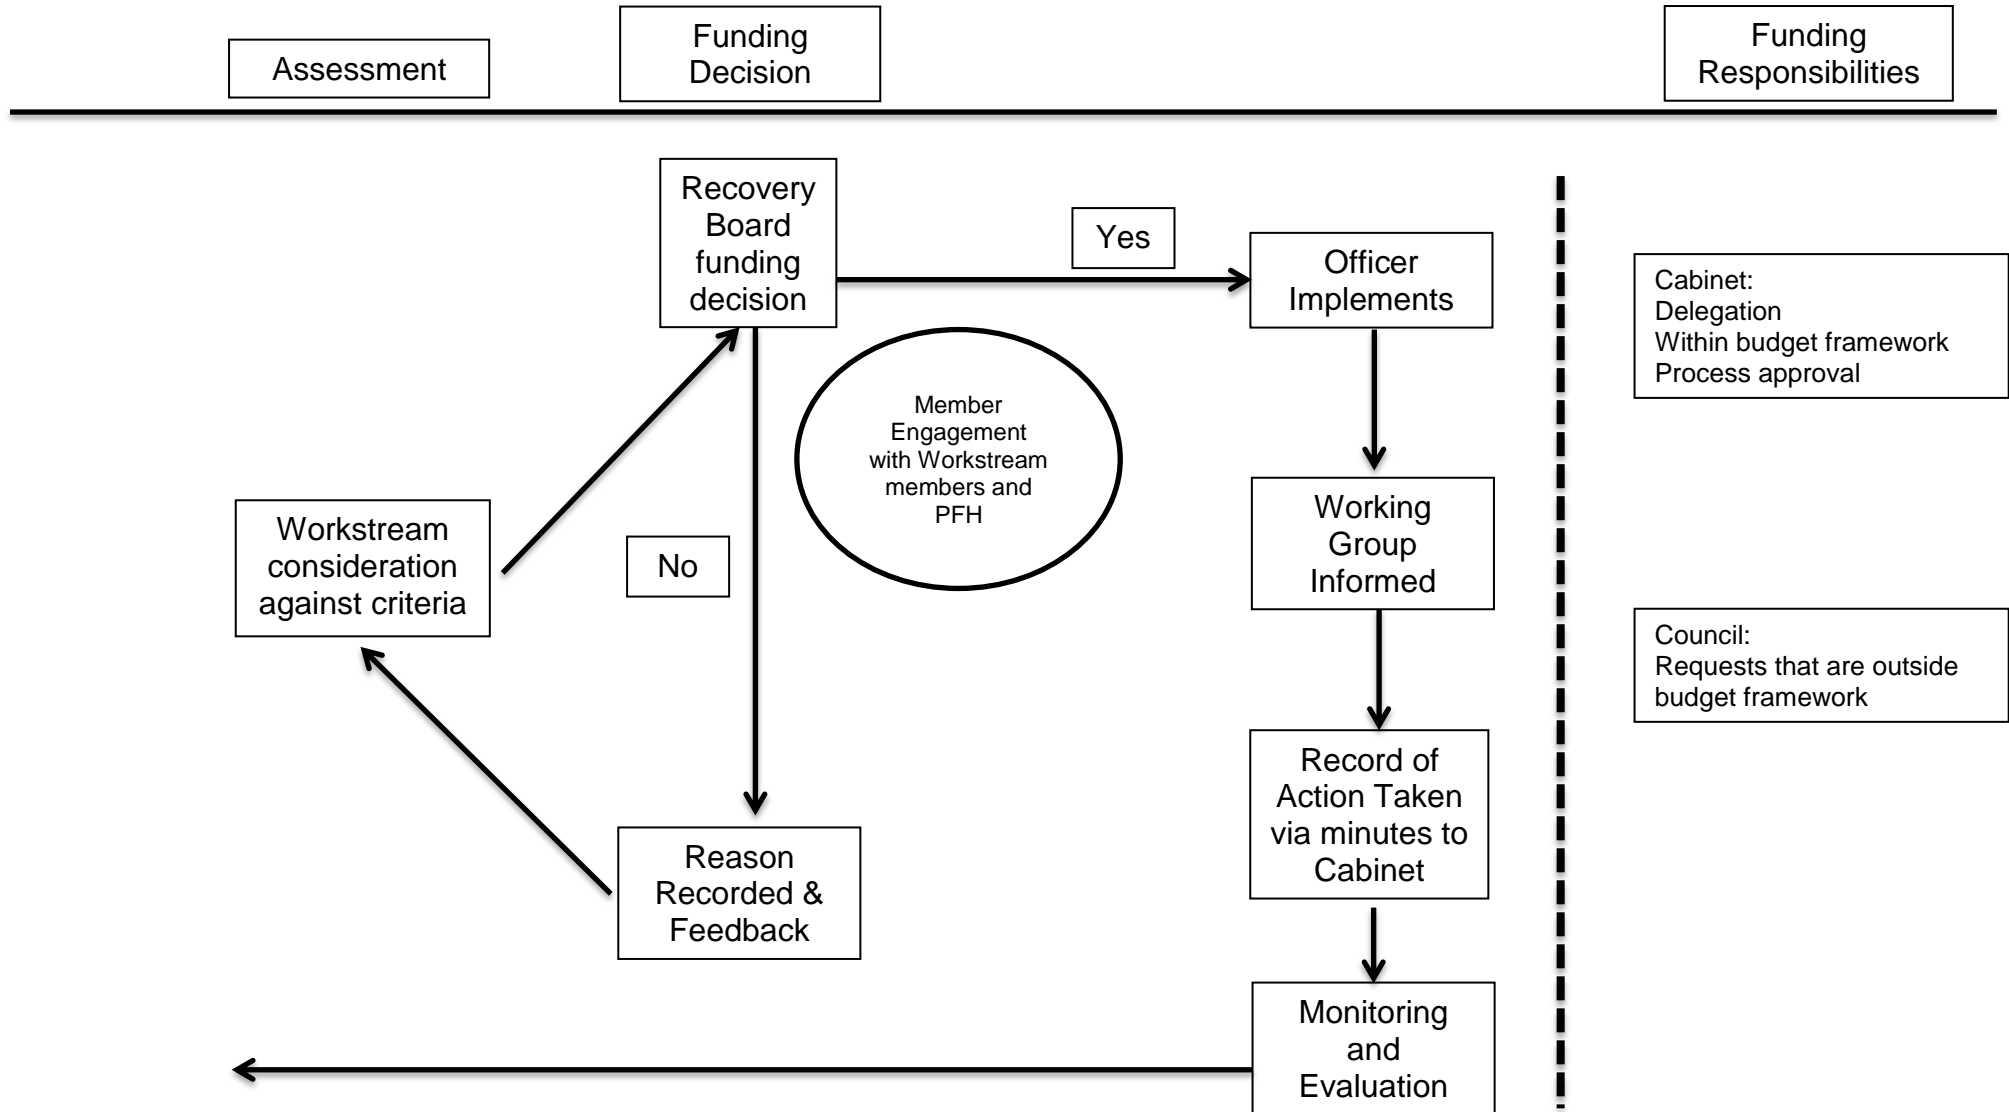 Assessment
Funding
Decision
Funding
Responsibilities
Recovery
Board
funding
decision
Yes
Officer
Implements
Cabinet:
Delegation
Within budget framework
Process approval
Member
Engagement
with Workstream
members and
PFH
Workstream
consideration
against criteria
No
Working
Group
Informed
Council:
Requests that are outside
budget framework
Record of
Action Taken
via minutes to
Cabinet
Reason
Recorded &
Feedback
Monitoring
and
Evaluation